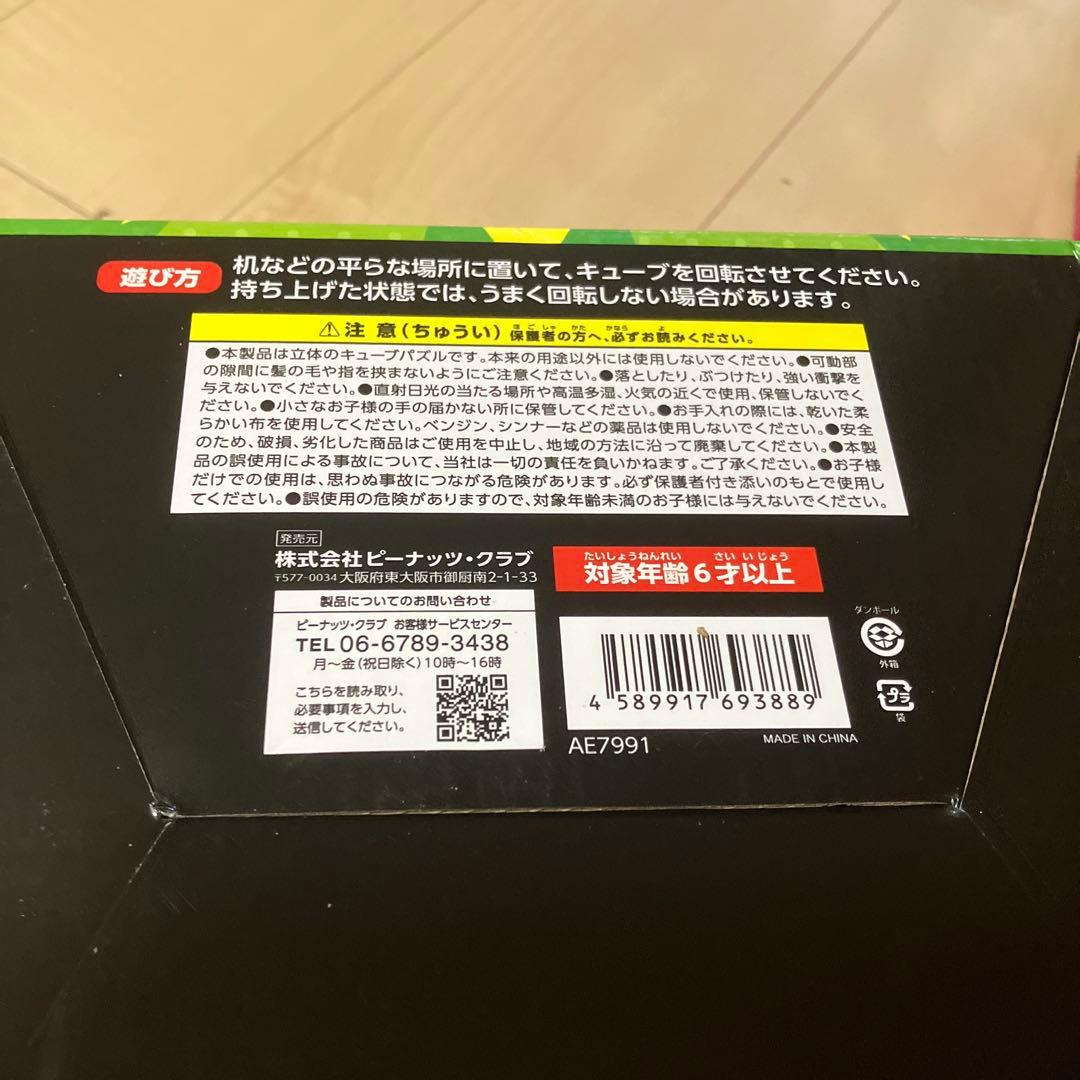 遊び方 机などの平らな場所に置いて、キューブを回転させてください。
持ち上げた状態では、うまく回転しない場合があります。
⚠注意(ちゅうい) 保護者の方へ、必ずお読みください。
ほごしゃ かた かなら よ
●本製品は立体のキューブパズルです。本来の用途以外には使用しないでください。●可動部
の隙間に髪の毛や指を挟まないようにご注意ください。●落としたり、ぶつけたり、強い衝撃を
与えないでください。●直射日光の当たる場所や高温多湿、火気の近くで使用、保管しないでく
ださい。●小さなお子様の手の届かない所に保管してください。●お手入れの際には、乾いた柔
らかい布を使用してください。ベンジン、シンナーなどの薬品は使用しないでください。●安全
のため、破損、劣化した商品はご使用を中止し、地域の方法に沿って廃棄してください。●本製
品の誤使用による事故について、当社は一切の責任を負いかねます。ご了承ください。●お子様
だけでの使用は、思わぬ事故につながる危険があります。必ず保護者付き添いのもとで使用し
てください。●誤使用の危険がありますので、対象年齢未満のお子様には与えないでください。
発売元
株式会社ピーナッツ・クラブ
〒577-0034 大阪府東大阪市御厨南2-1-33
たいしょうねんれい さい いじょう
対象年齢6才以上
製品についてのお問い合わせ
ピーナッツ・クラブ お客様サービスセンター
TEL 06-6789-3438
月〜金(祝日除く)10時〜16時
こちらを読み取り、
必要事項を入力し、
送信してください。
4 589917 693889
AE7991
MADE IN CHINA
ダンボール
外箱
プラ
袋